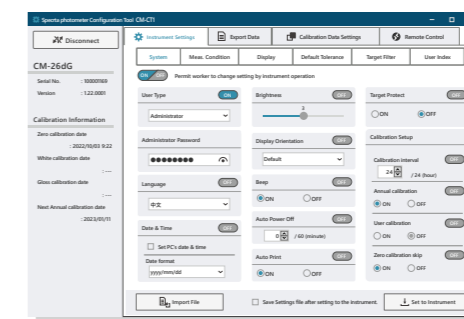 Spectrophotometer Configuration Tool CM-CT1
Disconnect
CM-26dG
Serial No. : 10000169
Version : 1.22.0001
Calibration Information
Zero calibration date
: 2022/10/03 9:22
White calibration date
: ---
Gloss calibration date
: ---
Next Annual calibration date
: 2023/01/11
Instrument Settings
Export Data
Calibration Data Settings
Remote Control
System
Meas. Condition
Display
Default Tolerance
Target Filter
User Index
ON OFF Permit worker to change setting by instrument operation
User Type ON
Administrator
Administrator Password
●●●●●●●●
Language OFF
中文
Date & Time OFF
Set PC's date & time
Date format
yyyy/mm/dd
Brightness OFF
3
Display Orientation OFF
Default
Beep OFF
ON OFF
Auto Power Off OFF
0 / 60 (minute)
Auto Print OFF
ON OFF
Target Protect OFF
ON OFF
Calibration Setup
Calibration interval OFF
24 / 24 (hour)
Annual calibration OFF
ON OFF
User calibration OFF
ON OFF
Zero calibration skip OFF
ON OFF
Import File
Save Settings file after setting to the instrument.
Set to Instrument